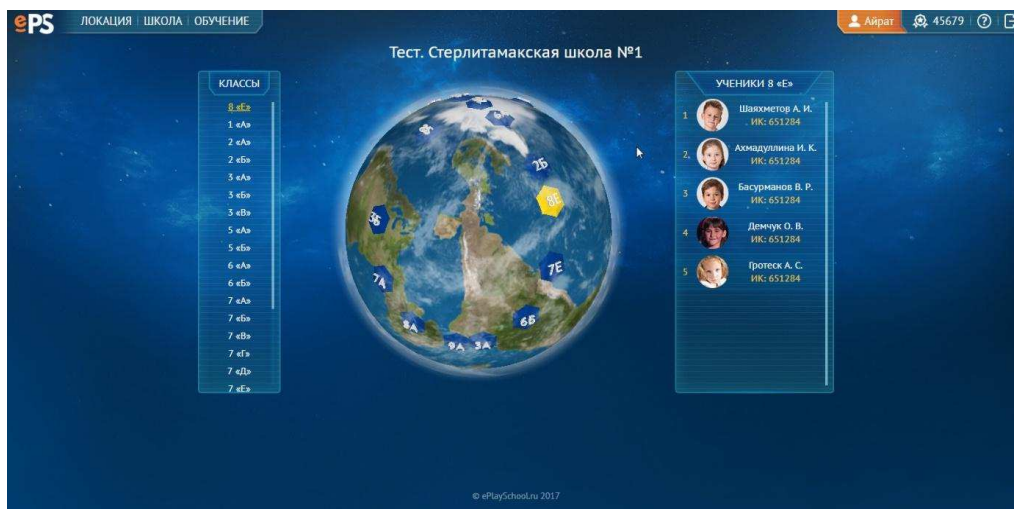 ePS
ЛОКАЦИЯ ШКОЛА ОБУЧЕНИЕ
Айрат 45679 ?
Тест. Стерлитамакская школа №1
КЛАССЫ
8 «Е»
1 «А»
2 «А»
2 «Б»
3 «А»
3 «Б»
3 «В»
5 «А»
5 «Б»
6 «А»
6 «Б»
7 «А»
7 «Б»
7 «В»
7 «Г»
7 «Д»
7 «Е»
2Б
8Е
7Е
7А
6Б
8А
9А
3А
УЧЕНИКИ 8 «Е»
1 Шаяхметов А. И.
ИК: 651284
2. Ахмадуллина И. К.
ИК: 651284
3 Басурманов В. Р.
ИК: 651284
4 Демчук О. В.
ИК: 651284
5 Гротеск А. С.
ИК: 651284
© ePlaySchool.ru 2017